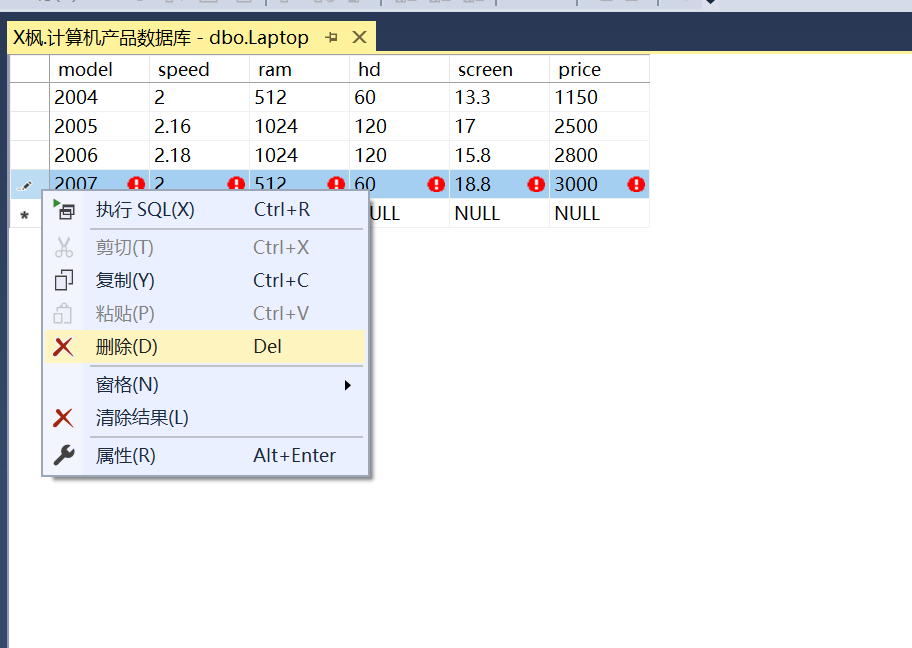 X枫.计算机产品数据库 - dbo.Laptop
model speed ram hd screen price
2004 2 512 60 13.3 1150
2005 2.16 1024 120 17 2500
2006 2.18 1024 120 15.8 2800
2007 2 512 60 18.8 3000
* NULL NULL
执行 SQL(X) Ctrl+R
剪切(T) Ctrl+X
复制(Y) Ctrl+C
粘贴(P) Ctrl+V
删除(D) Del
窗格(N)
清除结果(L)
属性(R) Alt+Enter